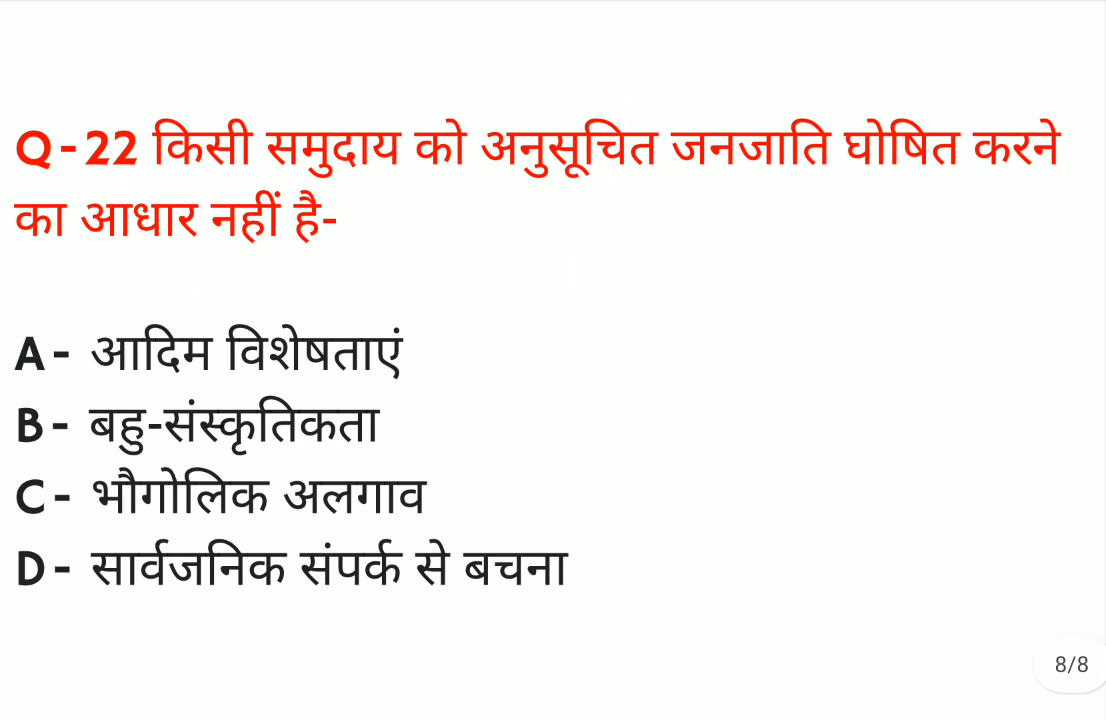 Q-22 किसी समुदाय को अनुसूचित जनजाति घोषित करने
का आधार नहीं है-
A- आदिम विशेषताएं
B- बहु-संस्कृतिकता
C- भौगोलिक अलगाव
D- सार्वजनिक संपर्क से बचना
8/8